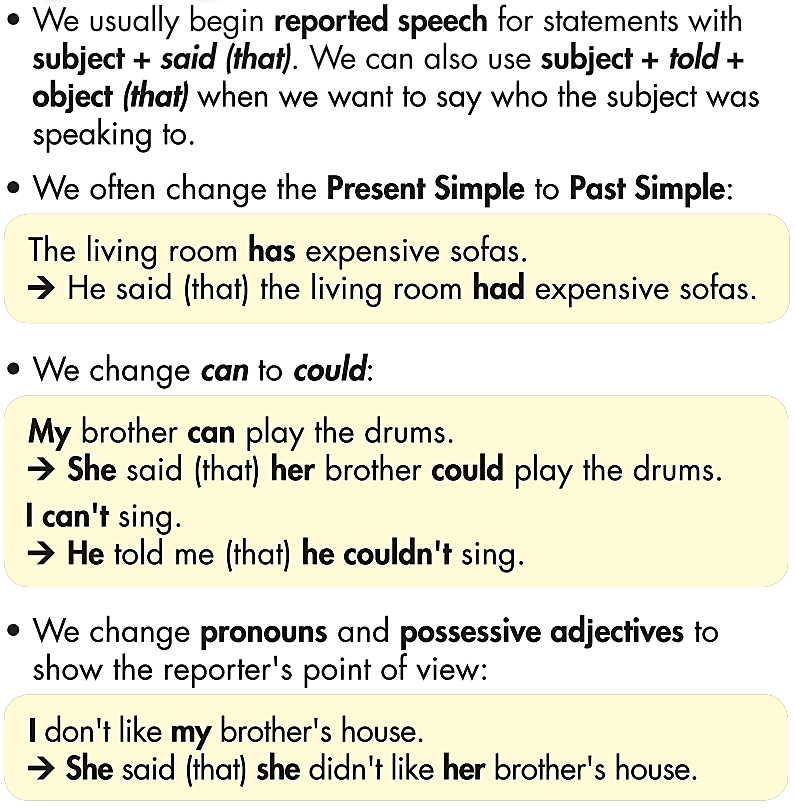 • We usually begin reported speech for statements with
subject + said (that). We can also use subject + told +
object (that) when we want to say who the subject was
speaking to.
• We often change the Present Simple to Past Simple:
The living room has expensive sofas.
→ He said (that) the living room had expensive sofas.
• We change can to could:
My brother can play the drums.
→ She said (that) her brother could play the drums.
I can't sing.
→ He told me (that) he couldn't sing.
• We change pronouns and possessive adjectives to
show the reporter's point of view:
I don't like my brother's house.
→ She said (that) she didn't like her brother's house.